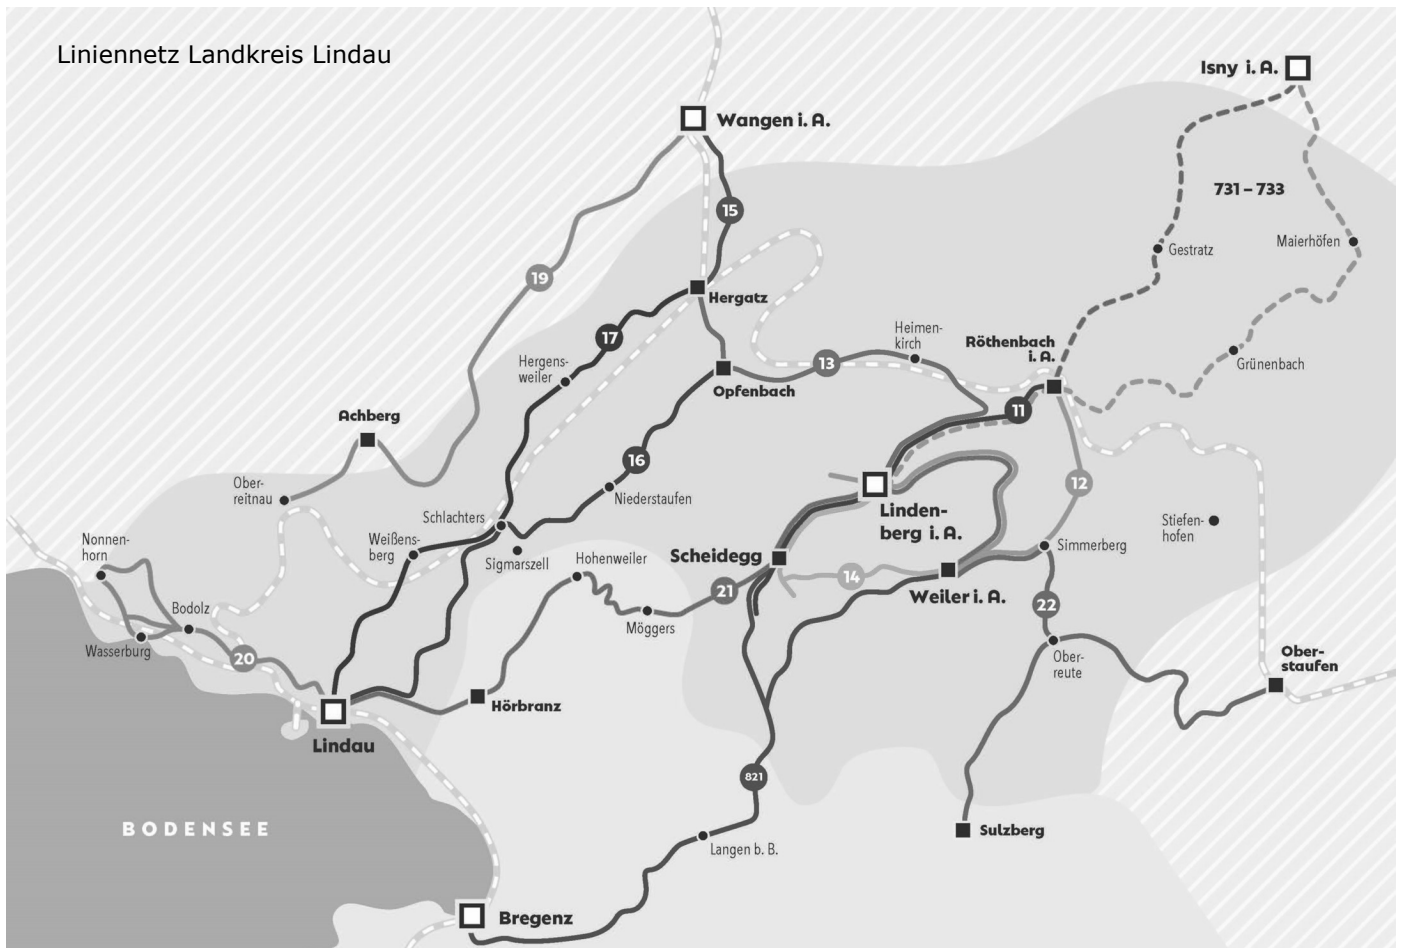 Liniennetz Landkreis Lindau
Isny i. A.
Wangen i. A.
731 – 733
15
Gestratz
Maierhöfen
19
Hergatz
17
Heimen-
kirch
Röthenbach
i. A.
13
Hergens-
weiler
Opfenbach
Grünenbach
11
Achberg
16
12
Ober-
reitnau
Niederstaufen
Schlachters
Linden-
berg i. A.
Stiefen-
hofen
Nonnen-
horn
Weißens-
berg
Sigmarszell
Hohenweiler
Scheidegg
Simmerberg
14
21
Weiler i. A.
22
Bodolz
Möggers
Wasserburg
20
Ober-
reute
Ober-
staufen
Hörbranz
Lindau
821
BODENSEE
Langen b. B.
Sulzberg
Bregenz